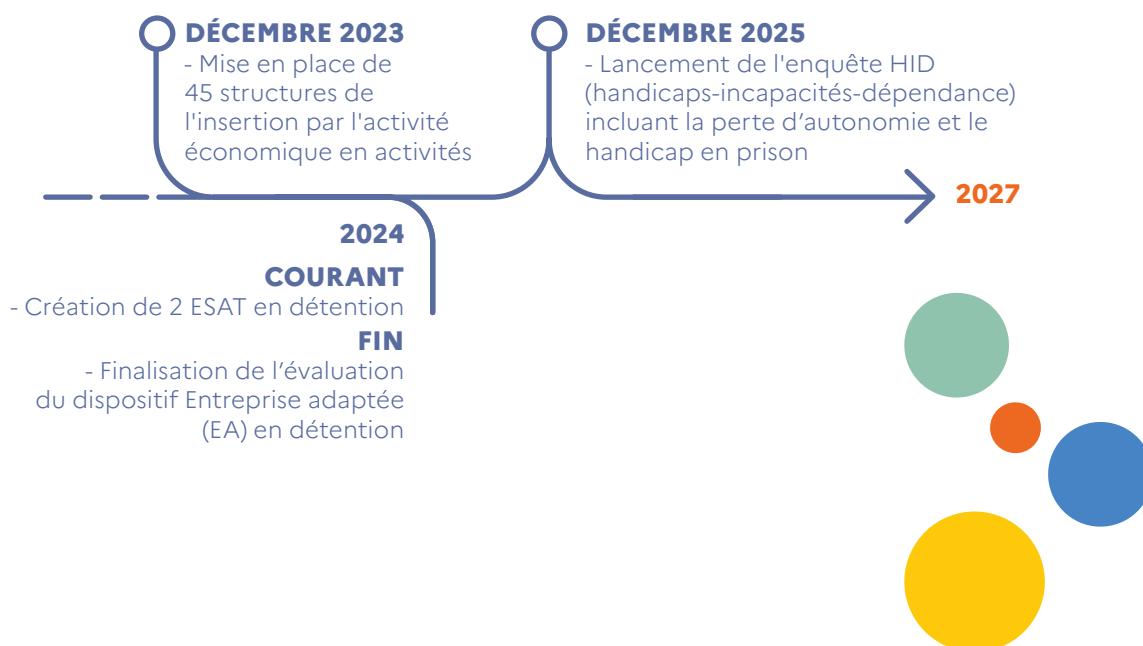 DÉCEMBRE 2023
- Mise en place de
45 structures de
l'insertion par l'activité
économique en activités
DÉCEMBRE 2025
- Lancement de l'enquête HID
(handicaps-incapacités-dépendance)
incluant la perte d’autonomie et le
handicap en prison
2027
2024
COURANT
- Création de 2 ESAT en détention
FIN
- Finalisation de l’évaluation
du dispositif Entreprise adaptée
(EA) en détention